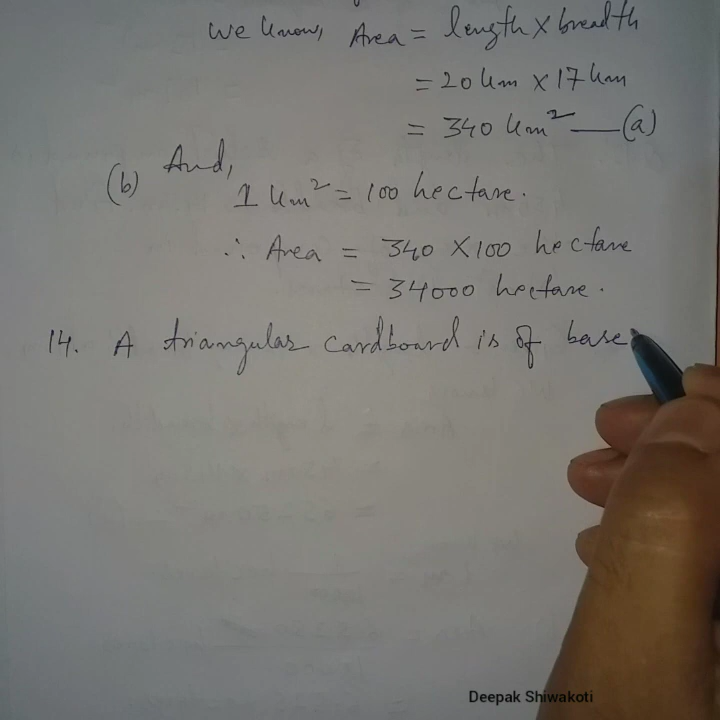 We know, Area = length × breadth
= 20 km × 17 km
= 340 km² — (a)
(b) And,
1 km² = 100 hectare.
∴ Area = 340 × 100 hectare
= 34000 hectare.
14. A triangular cardboard is of base
Deepak Shiwakoti